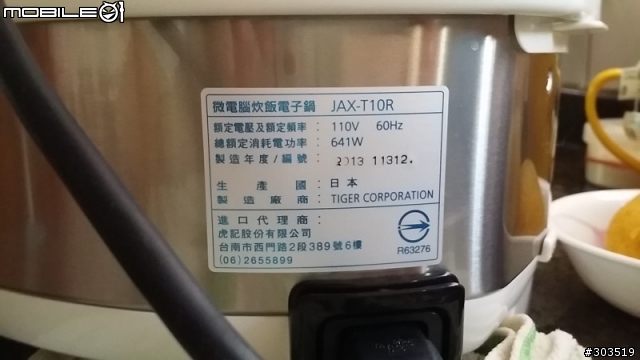 MOBILE01
微電腦炊飯電子鍋 JAX-T10R
額定電壓及額定頻率：110V 60Hz
總額定消耗電功率：641W
製造年度/編號：2013 11312.
生產國：日本
製造廠商：TIGER CORPORATION
進口代理商：
虎記股份有限公司
台南市西門路2段389號6樓
(06)2655899
R63276
#303519